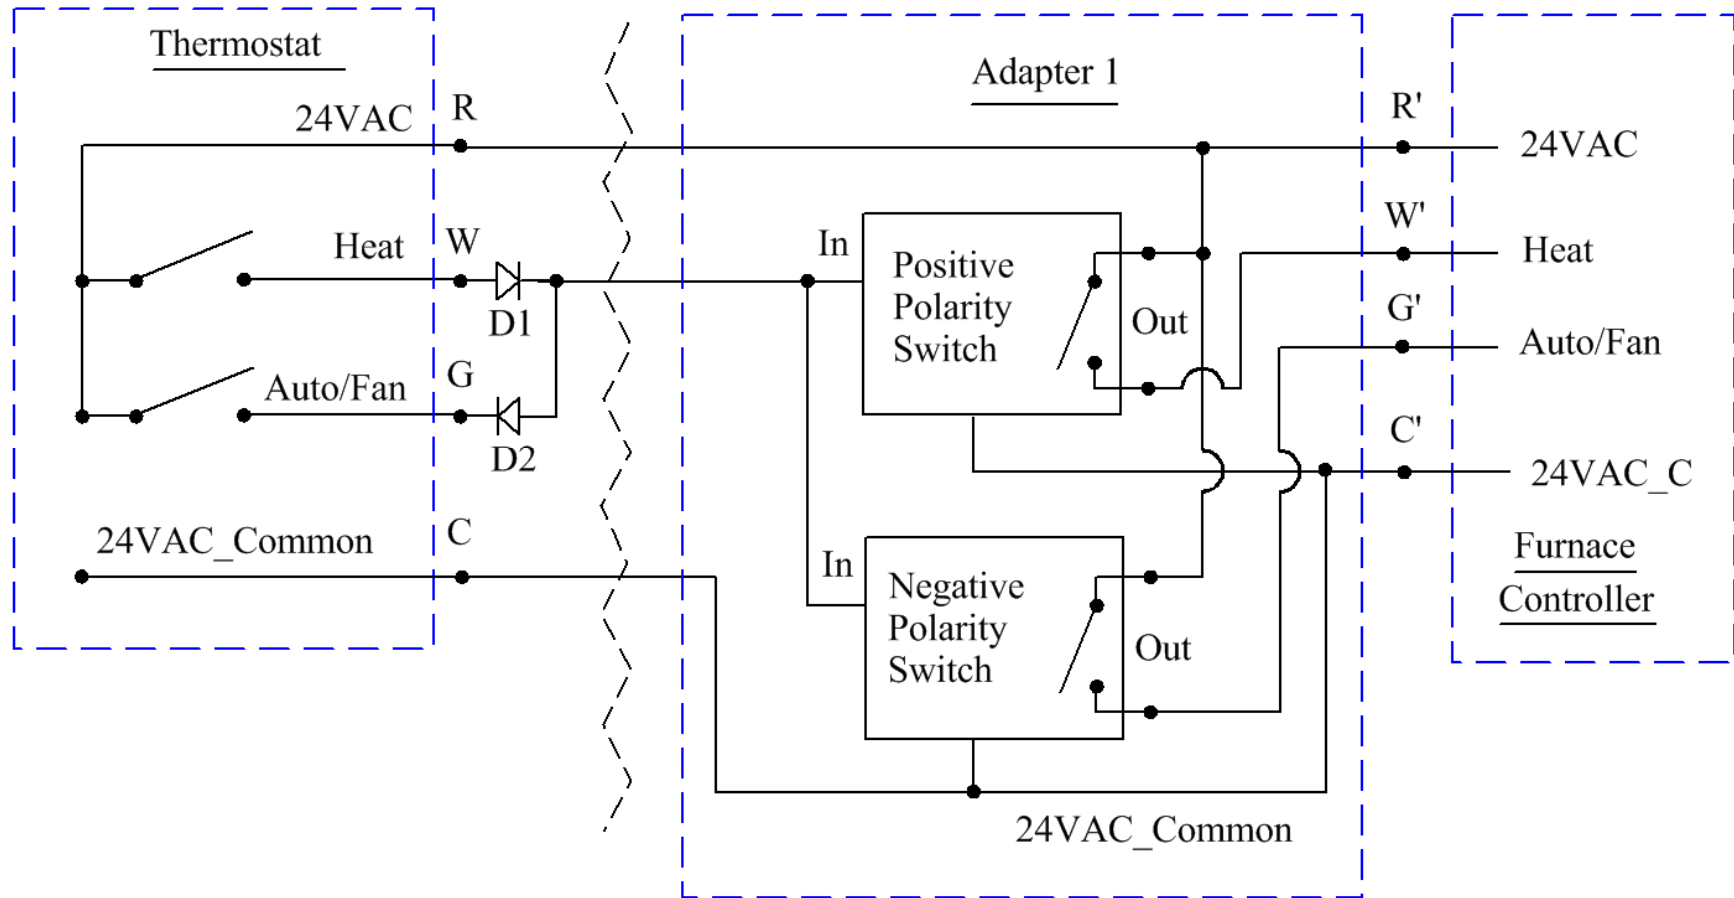 Thermostat
24VAC
R
Heat
W
D1
Auto/Fan
G
D2
24VAC_Common
C
Adapter 1
In
Positive
Polarity
Switch
Out
In
Negative
Polarity
Switch
Out
24VAC_Common
R'
24VAC
W'
Heat
G'
Auto/Fan
C'
24VAC_C
Furnace
Controller